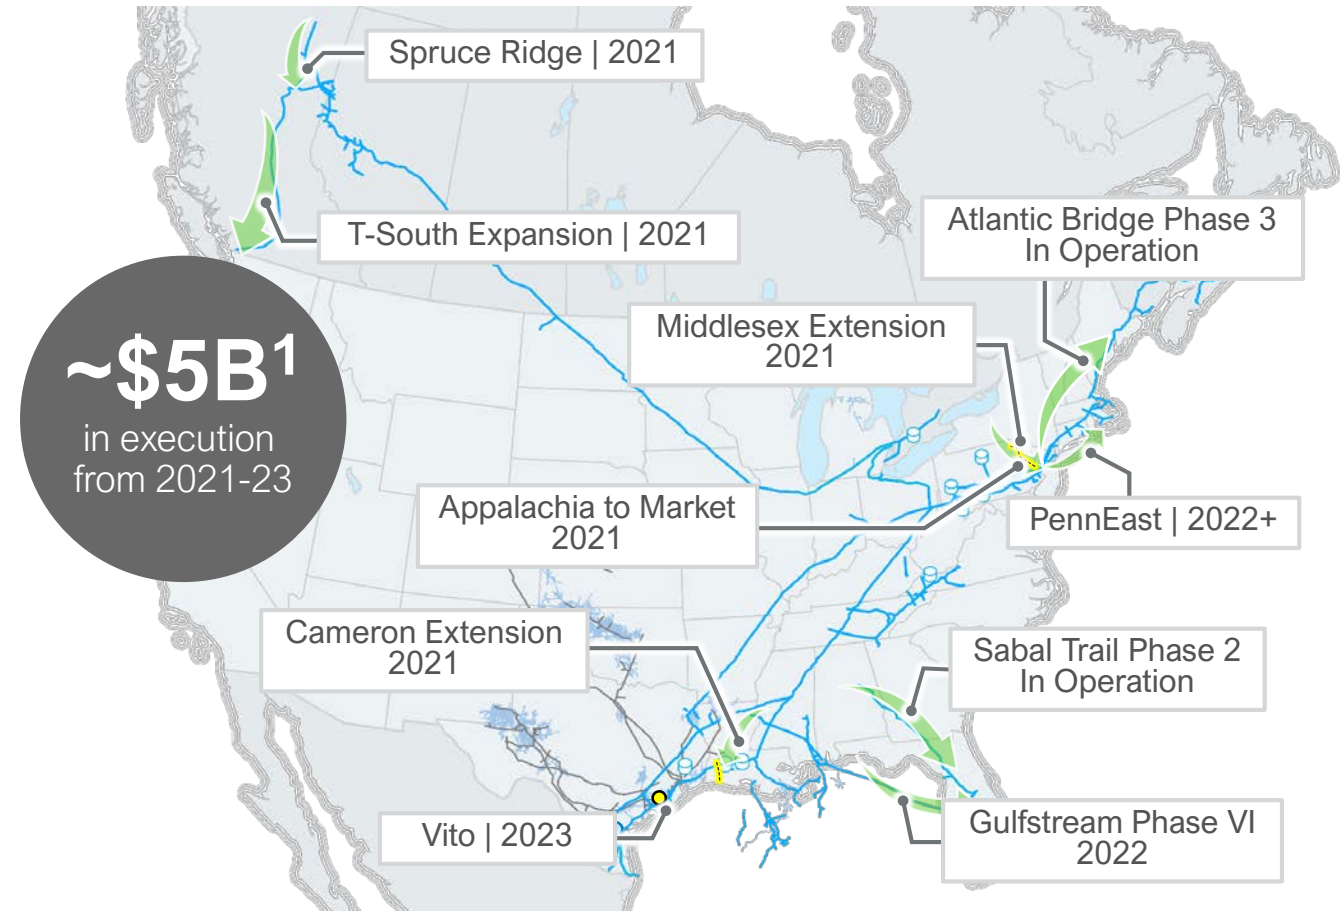 Spruce Ridge | 2021
T-South Expansion | 2021
Atlantic Bridge Phase 3
In Operation
Middlesex Extension
2021
~$5B¹
in execution
from 2021-23
Appalachia to Market
2021
PennEast | 2022+
Cameron Extension
2021
Sabal Trail Phase 2
In Operation
Vito | 2023
Gulfstream Phase VI
2022